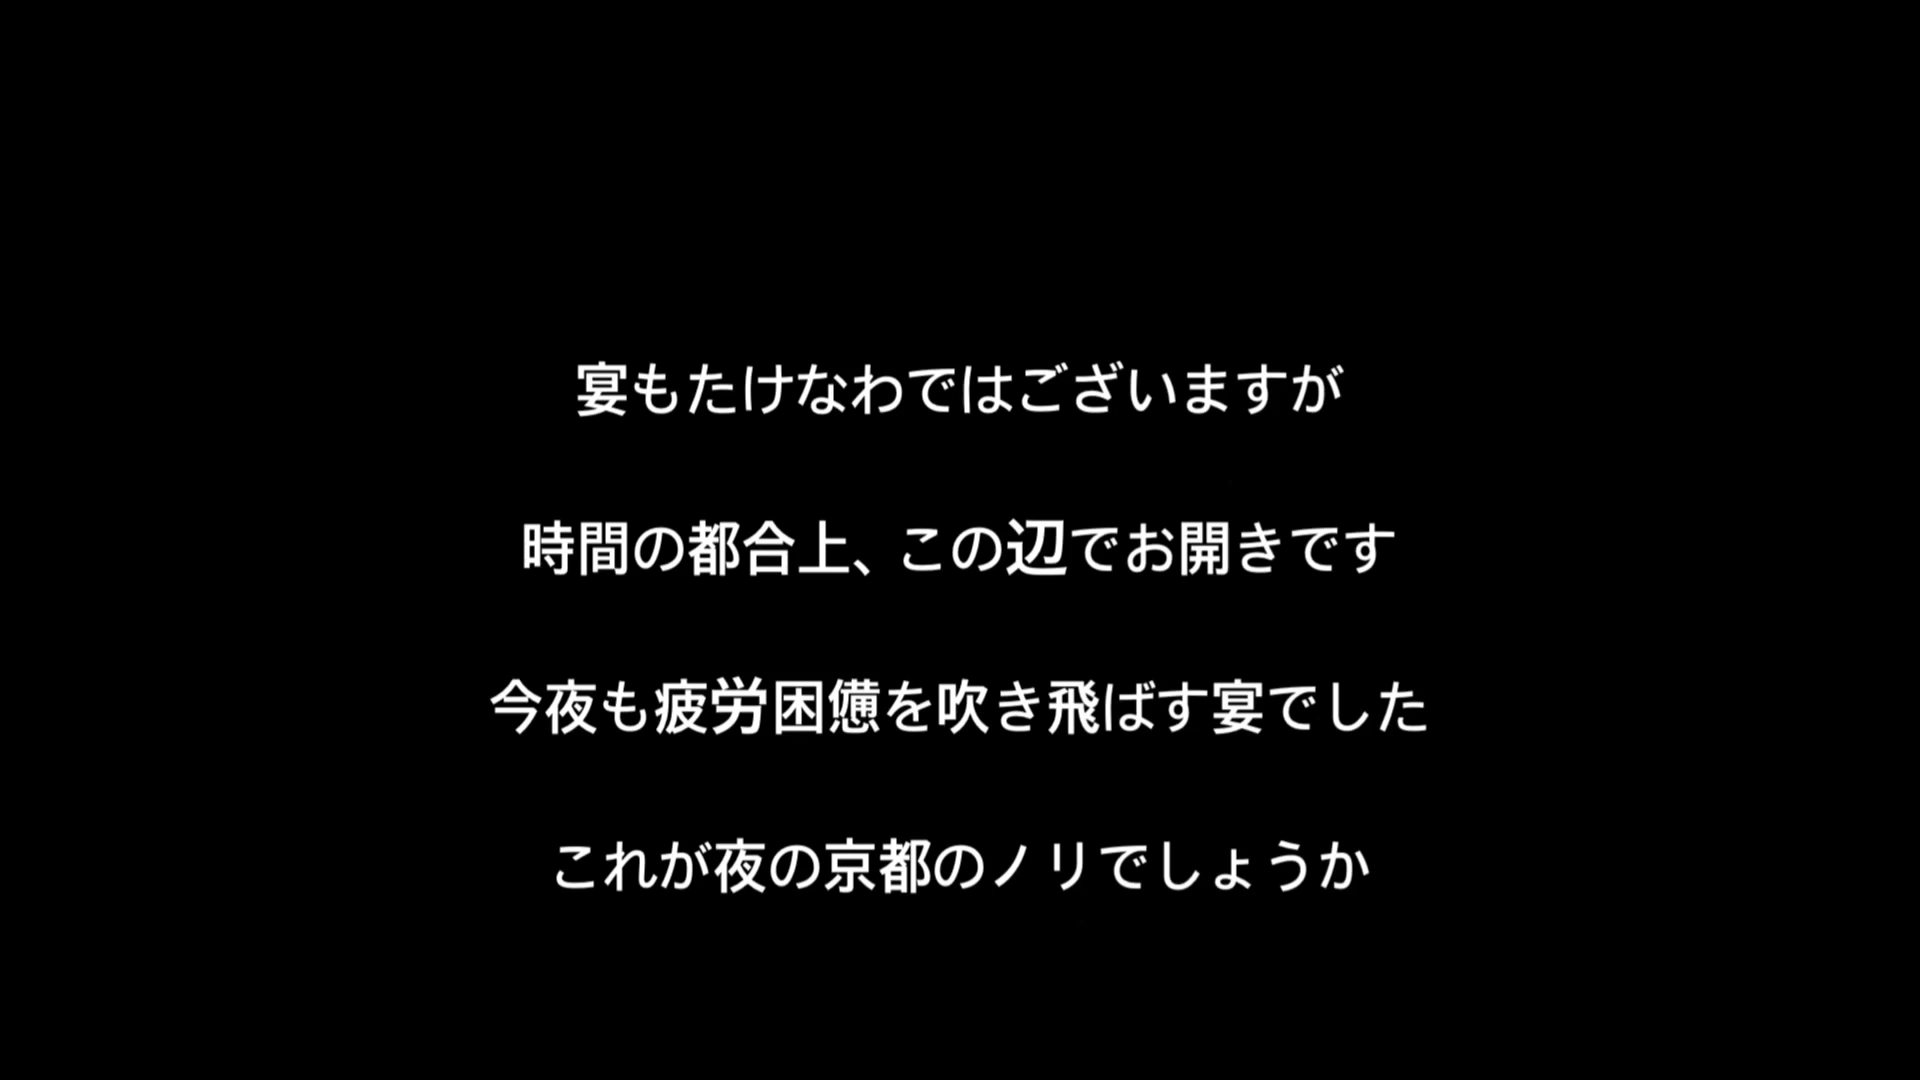 宴もたけなわではございますが
時間の都合上、この辺でお開きです
今夜も疲労困憊を吹き飛ばす宴でした
これが夜の京都のノリでしょうか